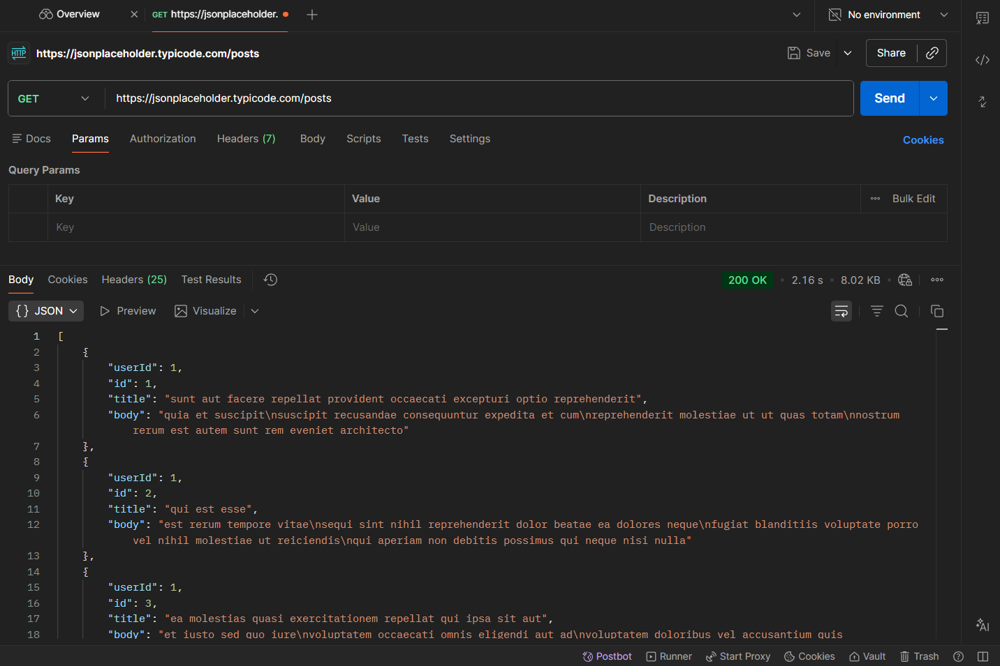 Overview
GET https://jsonplaceholder.
No environment
HTTP https://jsonplaceholder.typicode.com/posts
Save
Share
GET https://jsonplaceholder.typicode.com/posts
Send
Docs Params Authorization Headers (7) Body Scripts Tests Settings
Cookies
Query Params
Key Value Description Bulk Edit
Key Value Description
Body Cookies Headers (25) Test Results
200 OK • 2.16 s • 8.02 KB •
{} JSON Preview Visualize
1 [
2 {
3 "userId": 1,
4 "id": 1,
5 "title": "sunt aut facere repellat provident occaecati excepturi optio reprehenderit",
6 "body": "quia et suscipit\nsuscipit recusandae consequuntur expedita et cum\nreprehenderit molestiae ut ut quas totam\nnostrum
rerum est autem sunt rem eveniet architecto"
7 },
8 {
9 "userId": 1,
10 "id": 2,
11 "title": "qui est esse",
12 "body": "est rerum tempore vitae\nsequi sint nihil reprehenderit dolor beatae ea dolores neque\nfugiat blanditiis voluptate porro
vel nihil molestiae ut reiciendis\nqui aperiam non debitis possimus qui neque nisi nulla"
13 },
14 {
15 "userId": 1,
16 "id": 3,
17 "title": "ea molestias quasi exercitationem repellat qui ipsa sit aut",
18 "body": "et iusto sed quo iure\nvoluptatem occaecati omnis eligendi aut ad\nvoluptatem doloribus vel accusantium quis
AI
Postbot Runner Start Proxy Cookies Vault Trash